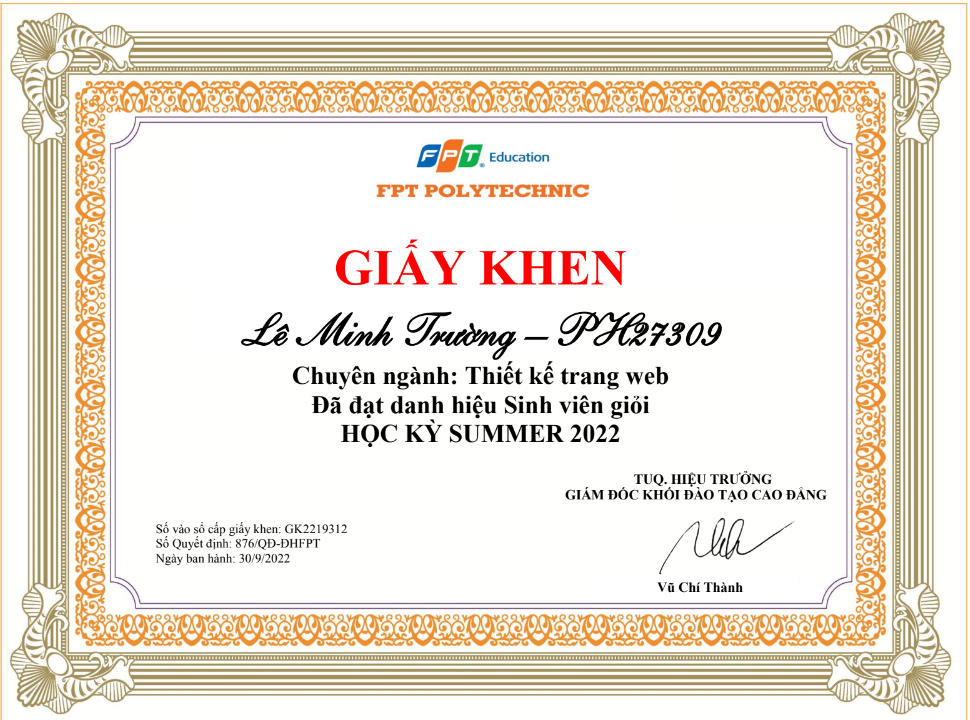 FPT Education
FPT POLYTECHNIC
GIẤY KHEN
Lê Minh Trường – PH27309
Chuyên ngành: Thiết kế trang web
Đã đạt danh hiệu Sinh viên giỏi
HỌC KỲ SUMMER 2022
TUQ. HIỆU TRƯỞNG
GIÁM ĐỐC KHỐI ĐÀO TẠO CAO ĐẲNG
Số vào sổ cấp giấy khen: GK2219312
Số Quyết định: 876/QĐ-ĐHFPT
Ngày ban hành: 30/9/2022
Vũ Chí Thành